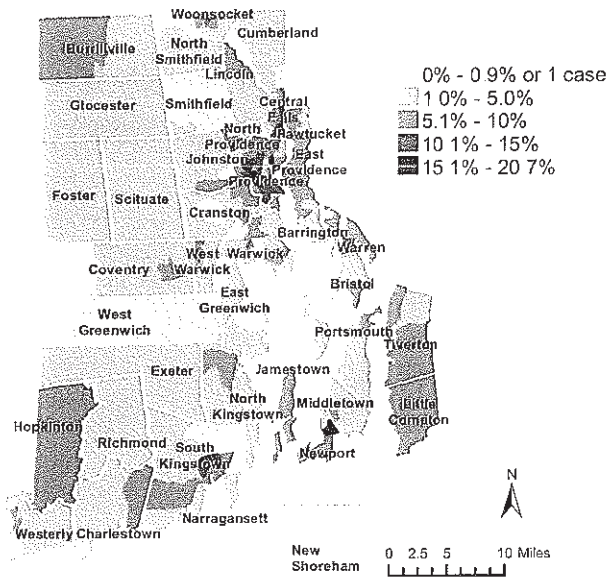 Woonsocket
Burrillville
North
Smithfield
Cumberland
Lincoln
Glocester
Smithfield
Central
Falls
North
Providence
Pawtucket
Johnston
East
Providence
Providence
Foster
Scituate
Cranston
Barrington
Warren
Coventry
West
Warwick
Warwick
Bristol
East
Greenwich
West
Greenwich
Portsmouth
Tiverton
Exeter
Jamestown
North
Kingstown
Middletown
Little
Compton
Hopkinton
Richmond
South
Kingstown
Newport
Narragansett
Westerly
Charlestown
New
Shoreham
0% - 0.9% or 1 case
1 0% - 5.0%
5.1% - 10%
10 1% - 15%
15 1% - 20 7%
N
0 2.5 5 10 Miles